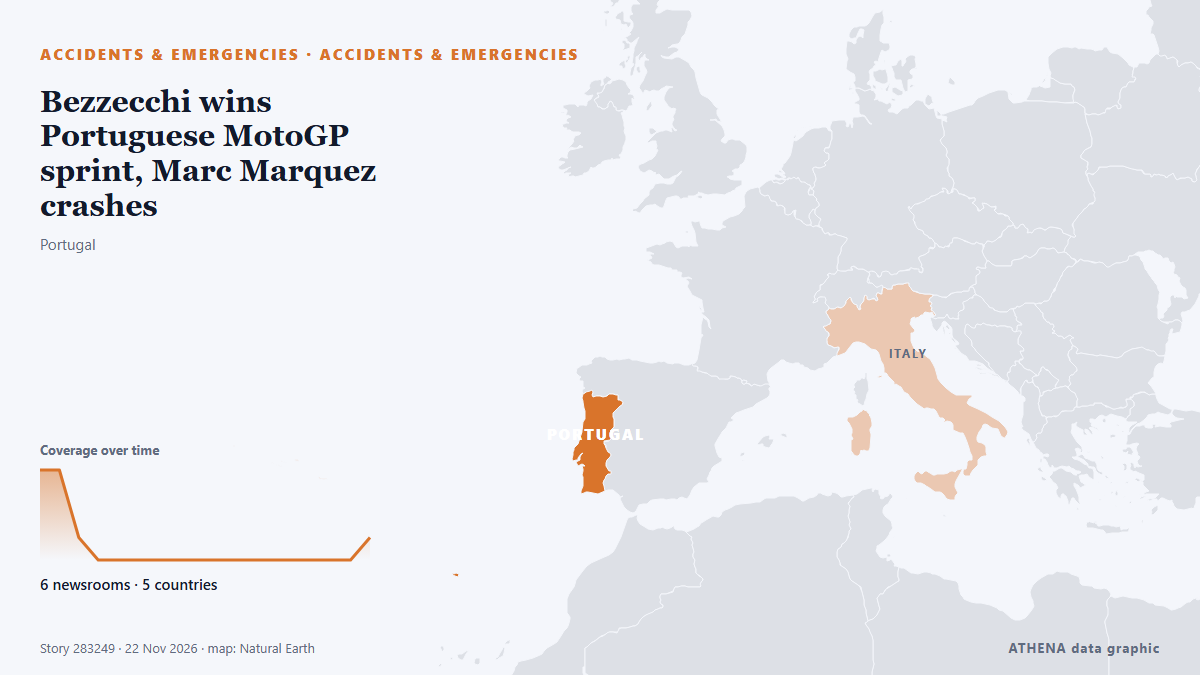 ACCIDENTS & EMERGENCIES · ACCIDENTS & EMERGENCIES
Bezzecchi wins
Portuguese MotoGP
sprint, Marc Marquez
crashes
Portugal
ITALY
PORTUGAL
Coverage over time
6 newsrooms · 5 countries
Story 283249 · 22 Nov 2026 · map: Natural Earth
ATHENA data graphic